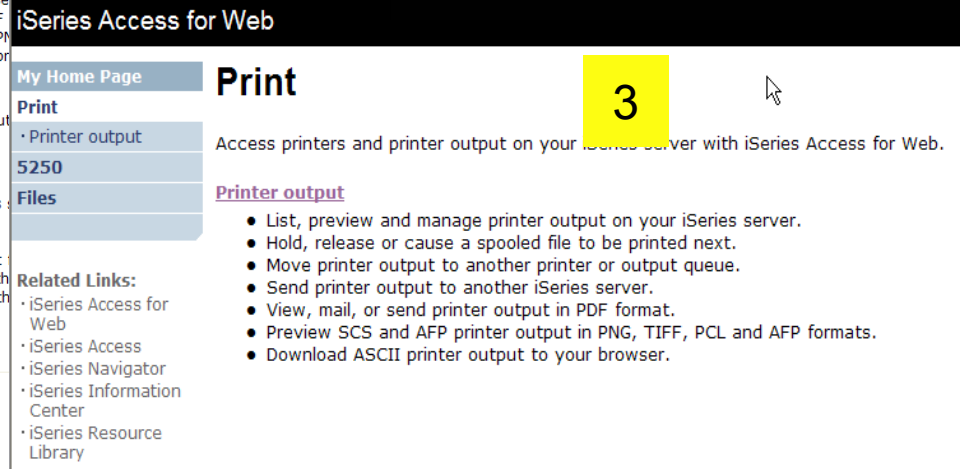 iSeries Access for Web
My Home Page
Print
· Printer output
5250
Files
Related Links:
· iSeries Access for
Web
· iSeries Access
· iSeries Navigator
· iSeries Information
Center
· iSeries Resource
Library
Print
3
Access printers and printer output on your iSeries server with iSeries Access for Web.
Printer output
● List, preview and manage printer output on your iSeries server.
● Hold, release or cause a spooled file to be printed next.
● Move printer output to another printer or output queue.
● Send printer output to another iSeries server.
● View, mail, or send printer output in PDF format.
● Preview SCS and AFP printer output in PNG, TIFF, PCL and AFP formats.
● Download ASCII printer output to your browser.